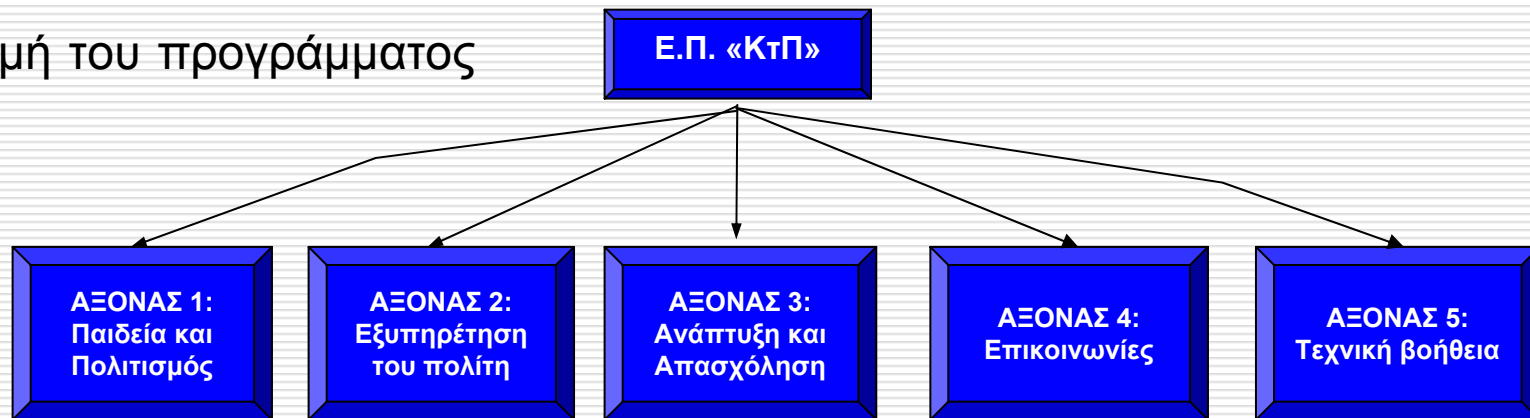 μή του προγράμματος
Ε.Π. «ΚτΠ»
ΑΞΟΝΑΣ 1:
Παιδεία και
Πολιτισμός
ΑΞΟΝΑΣ 2:
Εξυπηρέτηση
του πολίτη
ΑΞΟΝΑΣ 3:
Ανάπτυξη και
Απασχόληση
ΑΞΟΝΑΣ 4:
Επικοινωνίες
ΑΞΟΝΑΣ 5:
Τεχνική βοήθεια